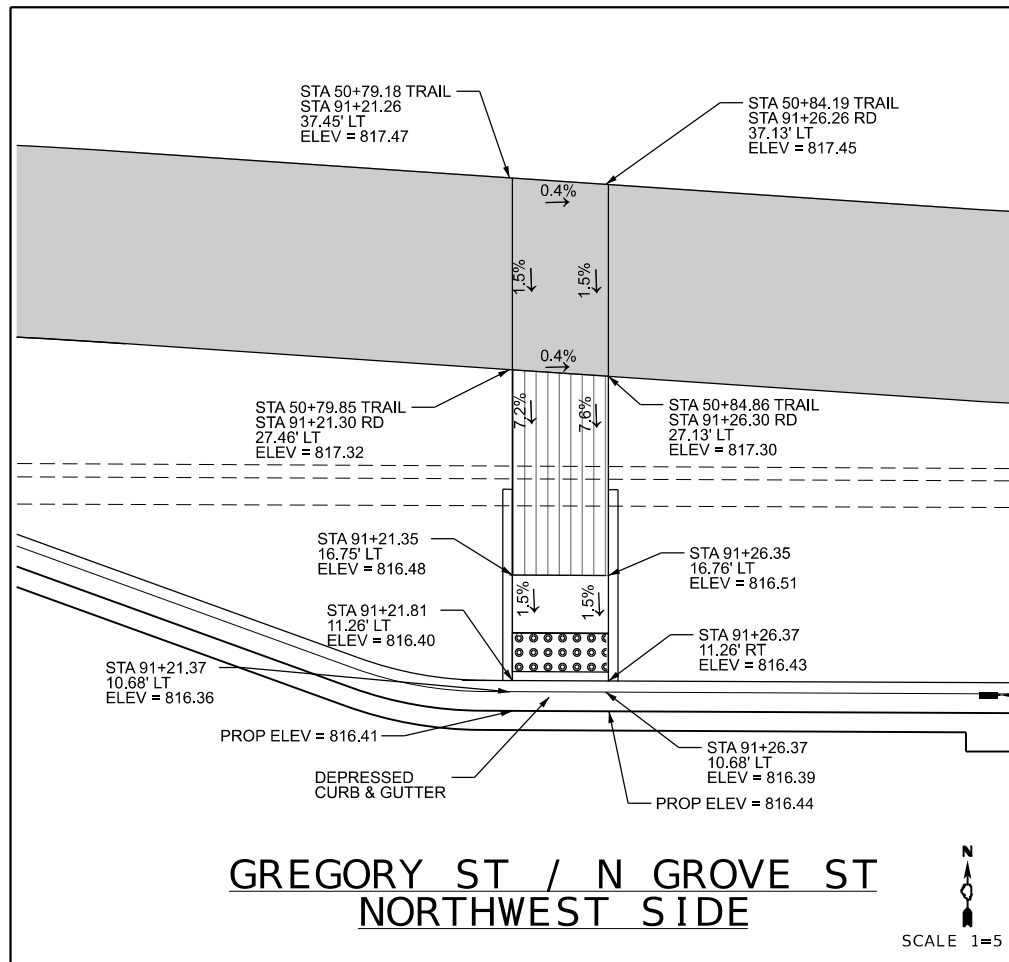 STA 50+79.18 TRAIL
STA 91+21.26
37.45' LT
ELEV = 817.47
STA 50+84.19 TRAIL
STA 91+26.26 RD
37.13' LT
ELEV = 817.45
0.4%
1.5%
1.5%
0.4%
STA 50+79.85 TRAIL
STA 91+21.30 RD
27.46' LT
ELEV = 817.32
7.2%
7.6%
STA 50+84.86 TRAIL
STA 91+26.30 RD
27.13' LT
ELEV = 817.30
STA 91+21.35
16.75' LT
ELEV = 816.48
STA 91+26.35
16.76' LT
ELEV = 816.51
1.5%
1.5%
STA 91+21.81
11.26' LT
ELEV = 816.40
STA 91+26.37
11.26' RT
ELEV = 816.43
STA 91+21.37
10.68' LT
ELEV = 816.36
PROP ELEV = 816.41
STA 91+26.37
10.68' LT
ELEV = 816.39
DEPRESSED
CURB & GUTTER
PROP ELEV = 816.44
GREGORY ST / N GROVE ST
NORTHWEST SIDE
N
SCALE 1=5